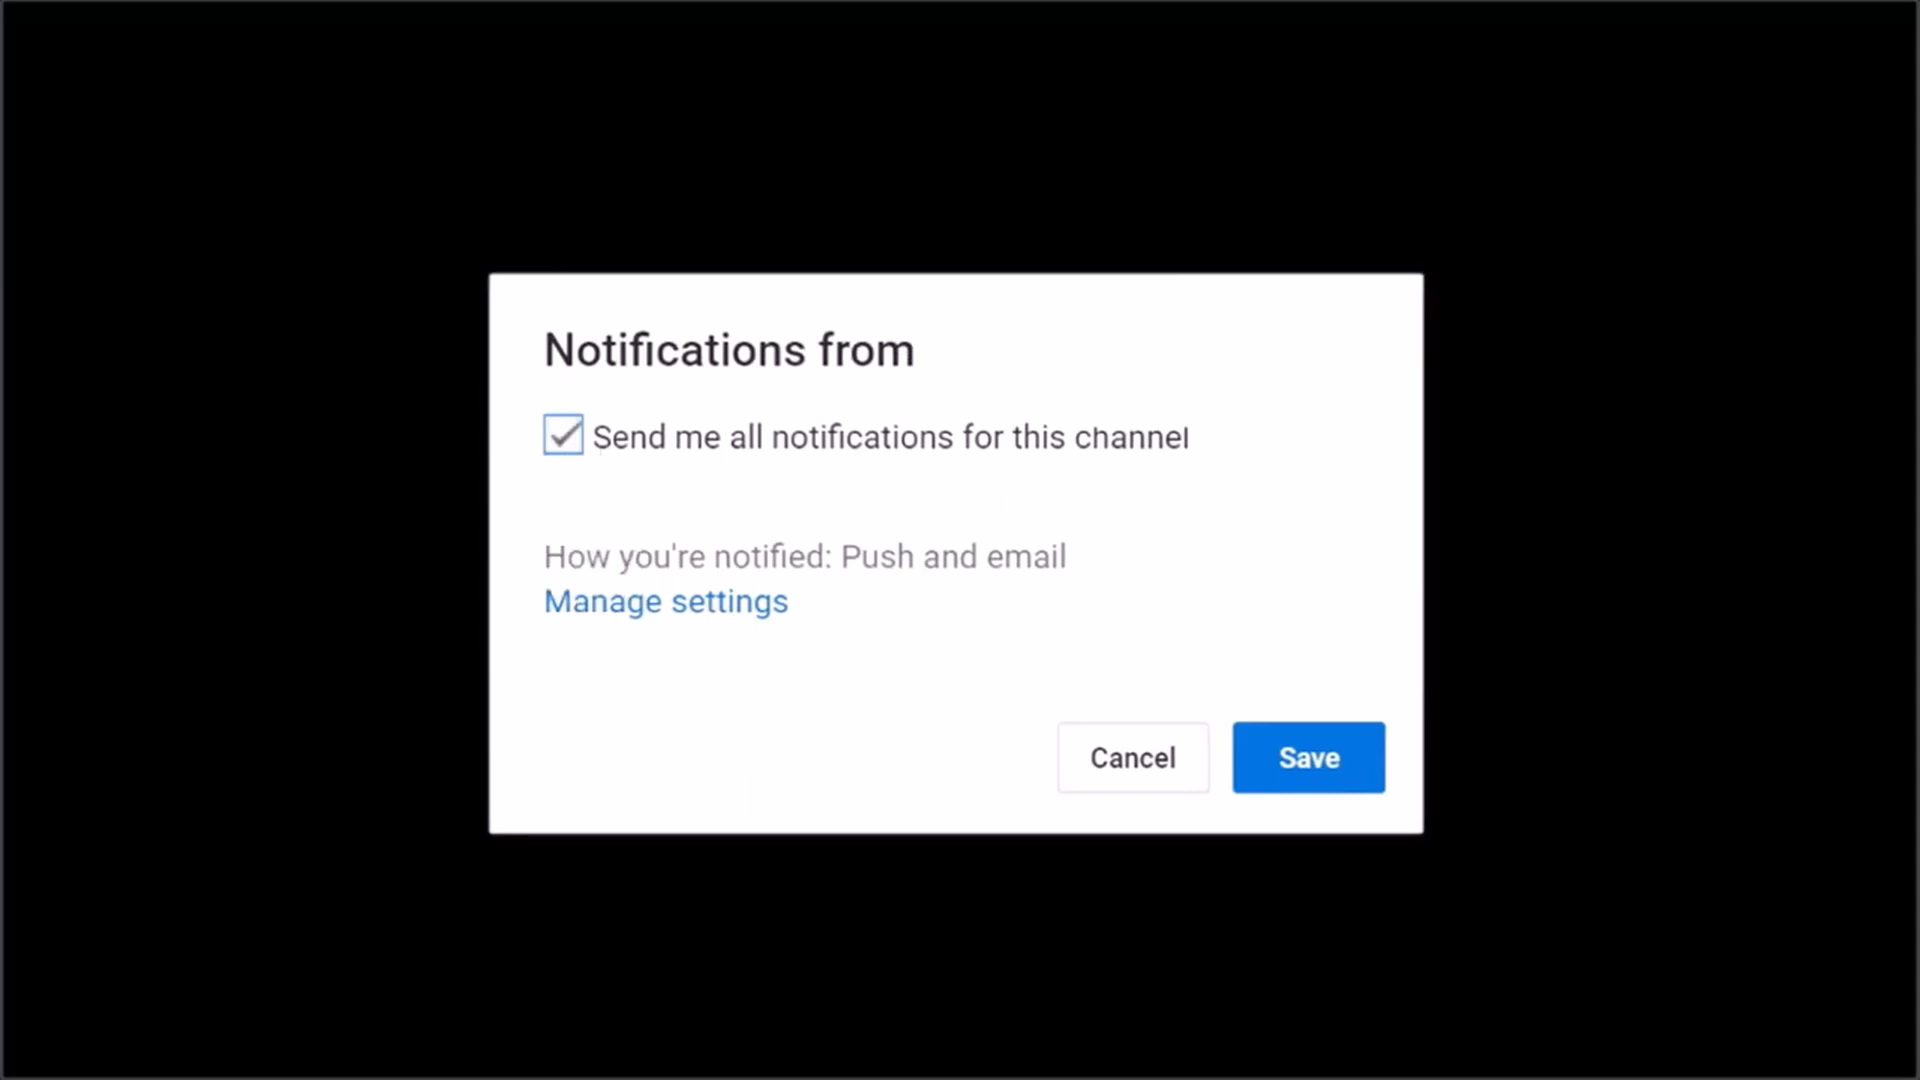 Notifications from
Send me all notifications for this channel
How you're notified: Push and email
Manage settings
Cancel
Save